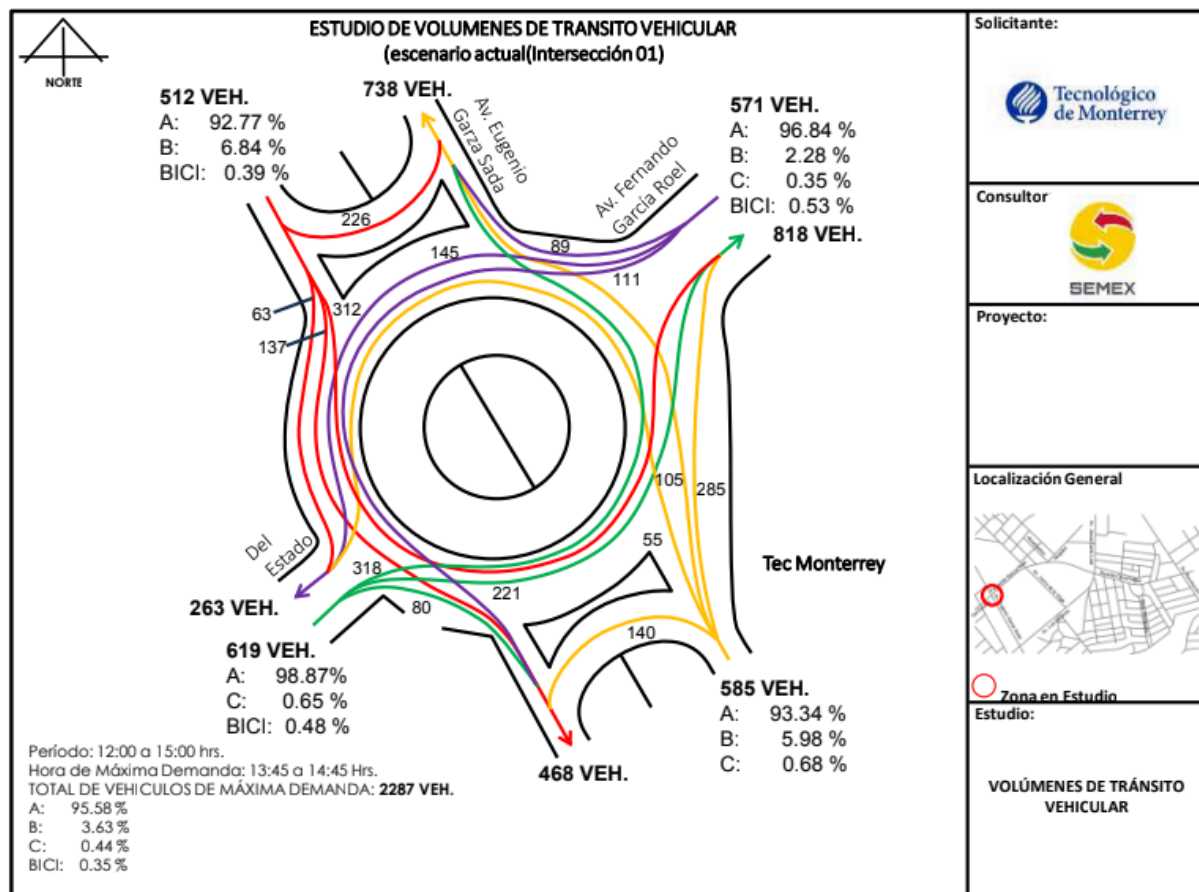 ESTUDIO DE VOLUMENES DE TRANSITO VEHICULAR
(escenario actual(Intersección 01)
NORTE
512 VEH.
A: 92.77 %
B: 6.84 %
BICI: 0.39 %
738 VEH.
Av. Eugenio
Garza Sada
Av. Fernando
García Roel
571 VEH.
A: 96.84 %
B: 2.28 %
C: 0.35 %
BICI: 0.53 %
818 VEH.
226
145
89
111
312
63
137
105
285
55
Del
Estado
318
221
80
140
Tec Monterrey
263 VEH.
619 VEH.
A: 98.87%
C: 0.65 %
BICI: 0.48 %
585 VEH.
A: 93.34 %
B: 5.98 %
C: 0.68 %
468 VEH.
Período: 12:00 a 15:00 hrs.
Hora de Máxima Demanda: 13:45 a 14:45 Hrs.
TOTAL DE VEHICULOS DE MÁXIMA DEMANDA: 2287 VEH.
A: 95.58 %
B: 3.63 %
C: 0.44 %
BICI: 0.35 %
Solicitante:
Tecnológico
de Monterrey
Consultor
SEMEX
Proyecto:
Localización General
Zona en Estudio
Estudio:
VOLÚMENES DE TRÁNSITO
VEHICULAR